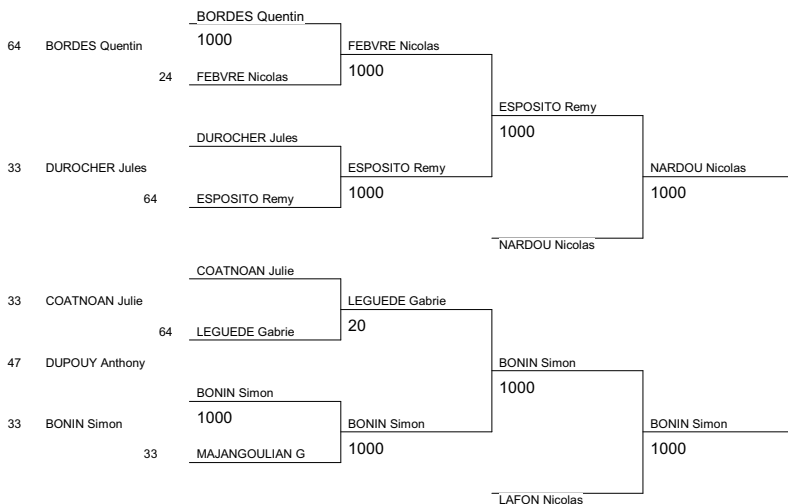 BORDES Quentin
64 BORDES Quentin 1000 FEBVRE Nicolas
24 FEBVRE Nicolas 1000
ESPOSITO Remy
1000
DUROCHER Jules
33 DUROCHER Jules ESPOSITO Remy NARDOU Nicolas
64 ESPOSITO Remy 1000 1000
NARDOU Nicolas
COATNOAN Julie
33 COATNOAN Julie LEGUEDE Gabrie
64 LEGUEDE Gabrie 20
47 DUPOUY Anthony BONIN Simon
1000
BONIN Simon
33 BONIN Simon 1000 BONIN Simon BONIN Simon
33 MAJANGOULIAN G 1000 1000
LAFON Nicolas